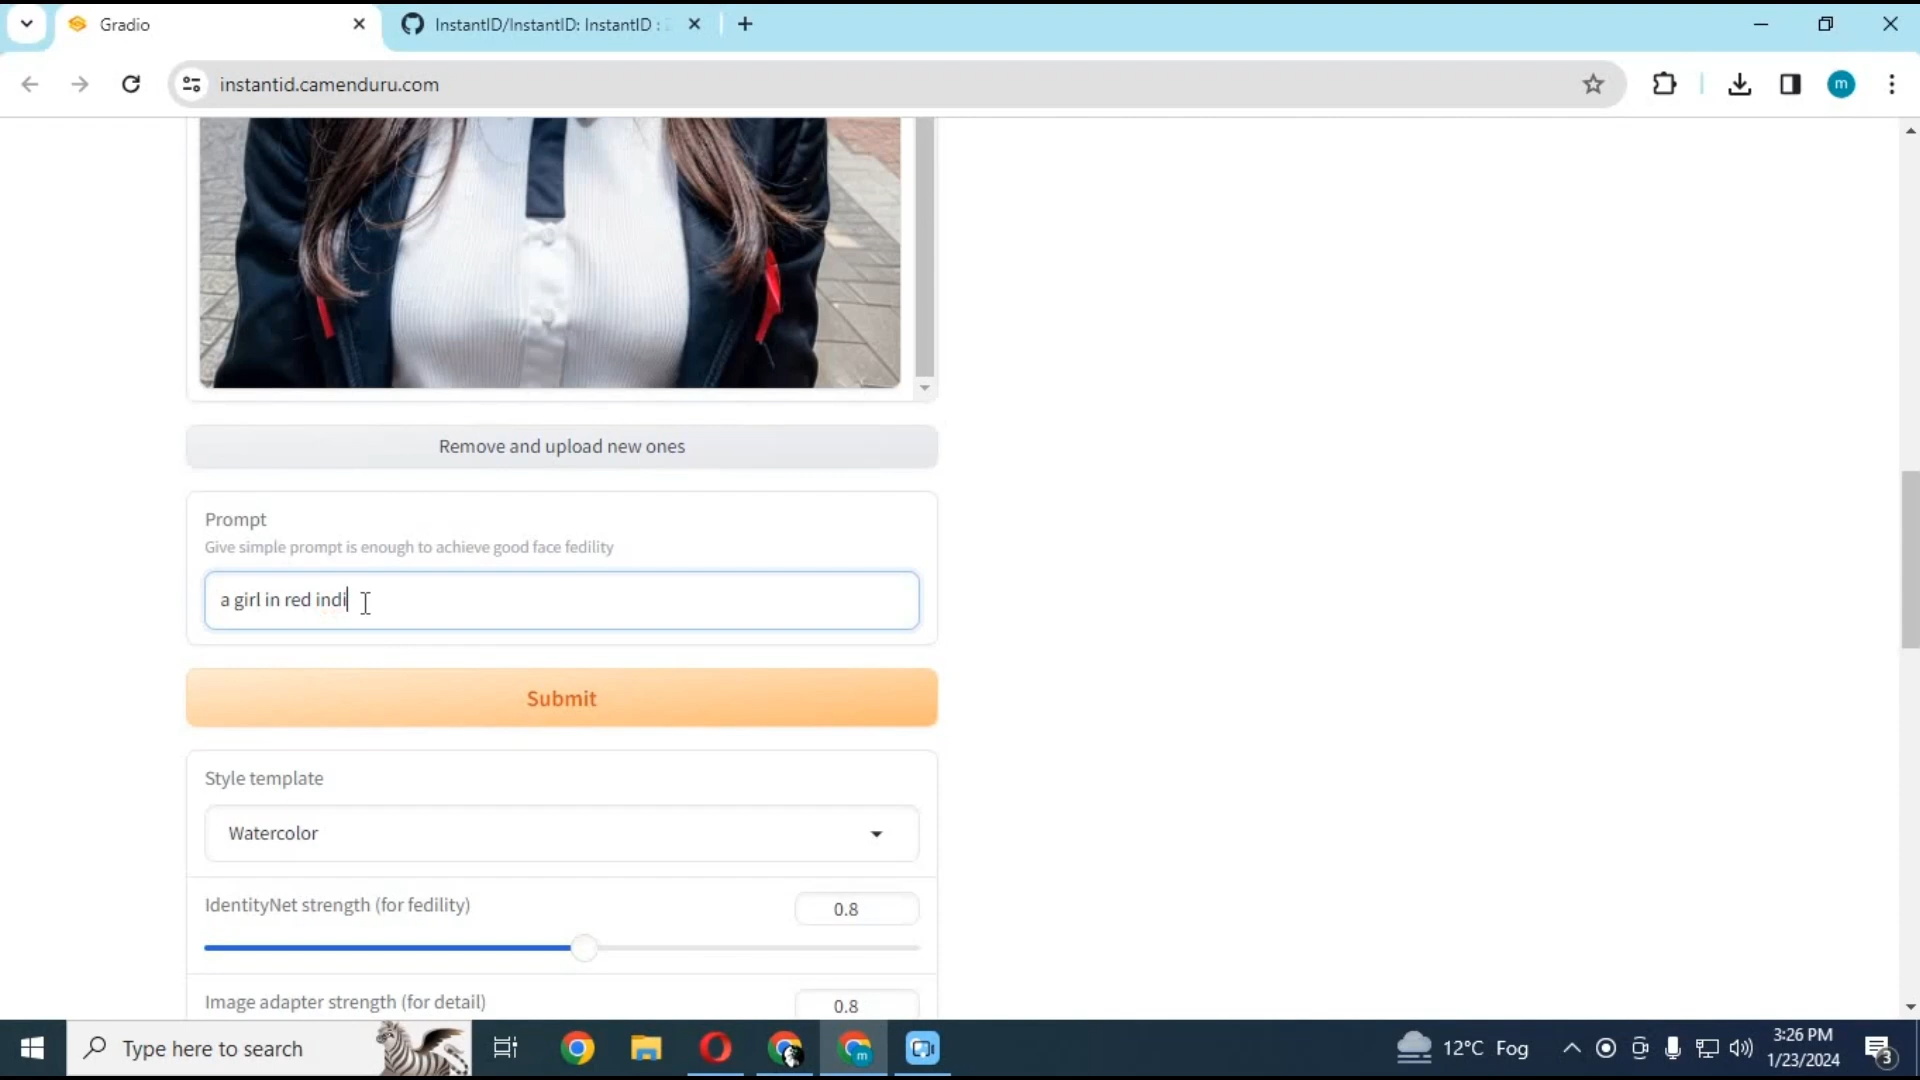 Gradio
InstantID/InstantID: InstantID :
instantid.camenduru.com
m
Remove and upload new ones
Prompt
Give simple prompt is enough to achieve good face fedility
a girl in red indi
Submit
Style template
Watercolor
IdentityNet strength (for fedility)
0.8
Image adapter strength (for detail)
0.8
Type here to search
m
12°C Fog
3:26 PM
1/23/2024
3